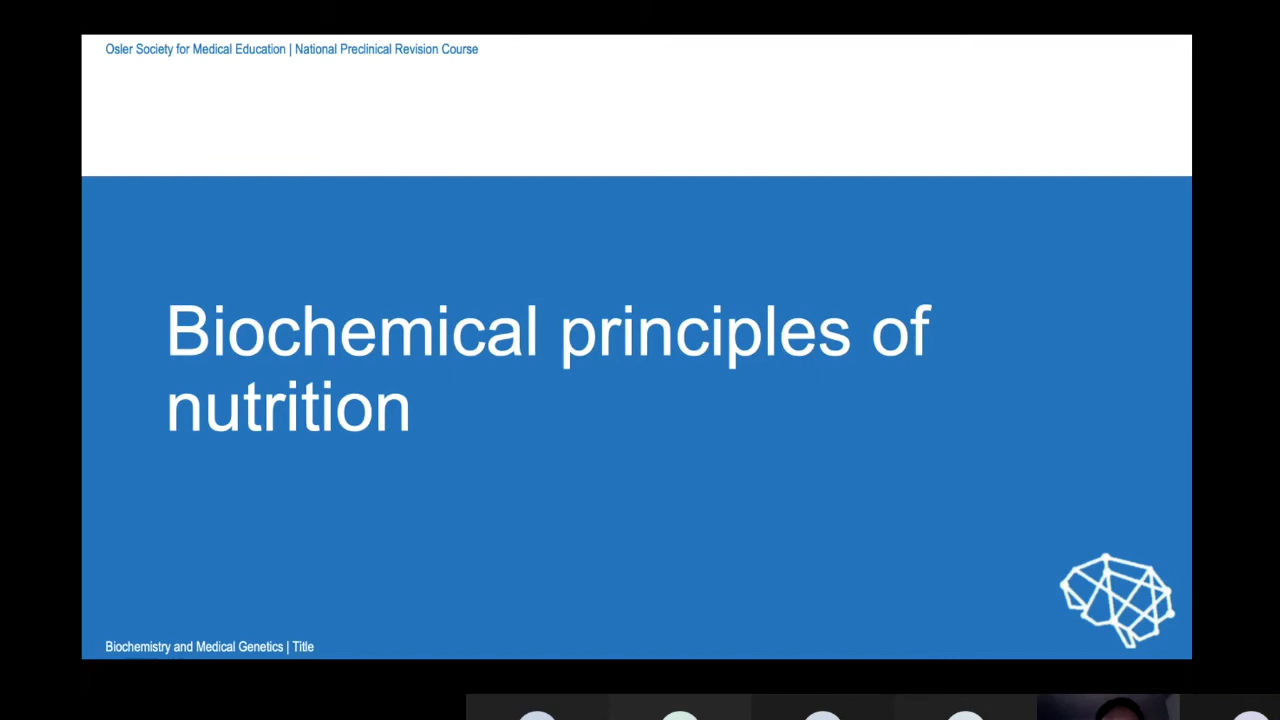 Osler Society for Medical Education | National Preclinical Revision Course
Biochemical principles of
nutrition
Biochemistry and Medical Genetics | Title